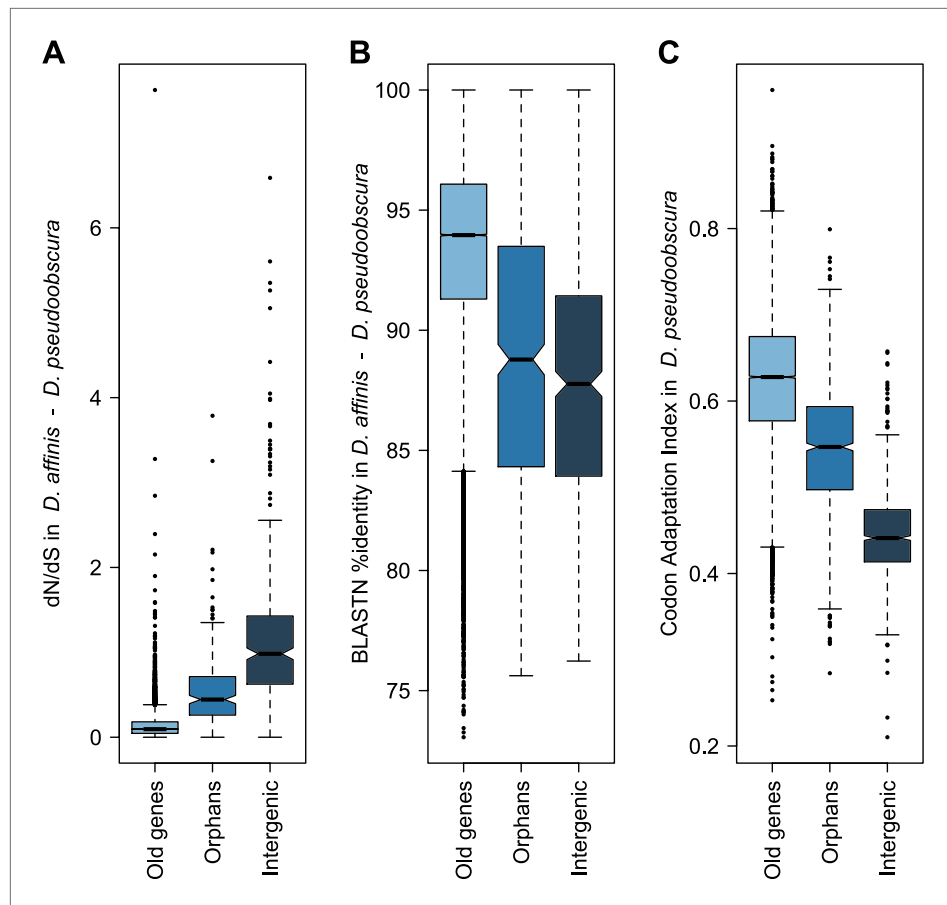 A
dN/dS in D. affinis - D. pseudoobscura
6
4
2
0
Old genes
Orphans
Intergenic
B
BLASTN %identity in D. affinis - D. pseudoobscura
100
95
90
85
80
75
Old genes
Orphans
Intergenic
C
Codon Adaptation Index in D. pseudoobscura
0.8
0.6
0.4
0.2
Old genes
Orphans
Intergenic